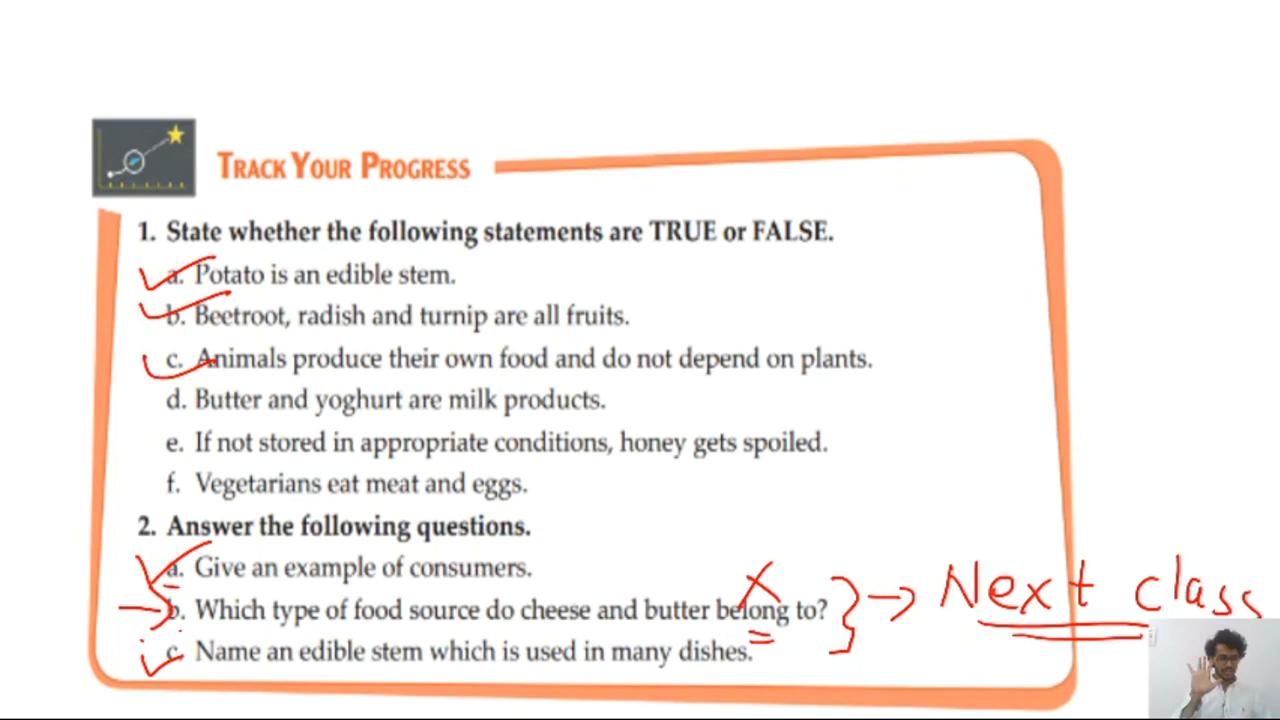 TRACK YOUR PROGRESS
1. State whether the following statements are TRUE or FALSE.
a. Potato is an edible stem.
b. Beetroot, radish and turnip are all fruits.
c. Animals produce their own food and do not depend on plants.
d. Butter and yoghurt are milk products.
e. If not stored in appropriate conditions, honey gets spoiled.
f. Vegetarians eat meat and eggs.
2. Answer the following questions.
a. Give an example of consumers.
b. Which type of food source do cheese and butter belong to?
c. Name an edible stem which is used in many dishes.
Next class